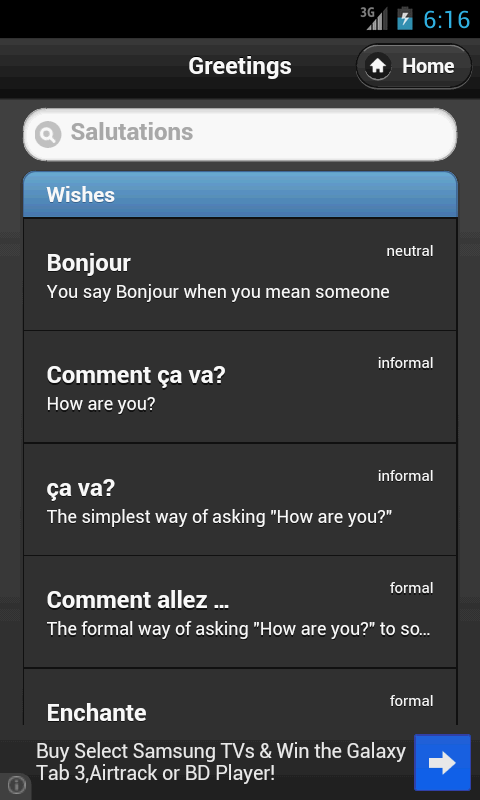 3G 6:16
Greetings
Home
Salutations
Wishes
neutral
Bonjour
You say Bonjour when you mean someone
informal
Comment ça va?
How are you?
informal
ça va?
The simplest way of asking "How are you?"
formal
Comment allez ...
The formal way of asking "How are you?" to so...
formal
Enchante
Buy Select Samsung TVs & Win the Galaxy
Tab 3,Airtrack or BD Player!